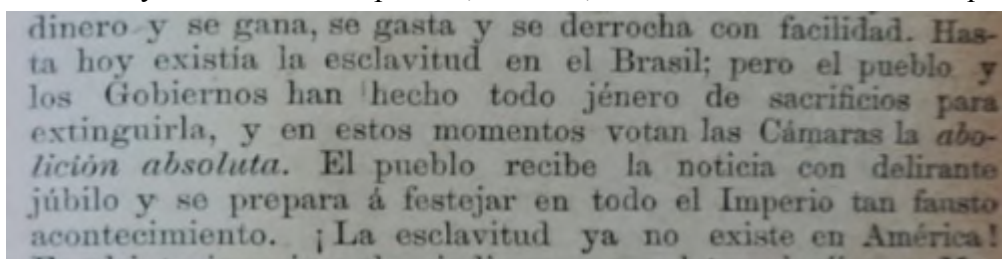 dinero y se gana, se gasta y se derrocha con facilidad. Has-
ta hoy existía la esclavitud en el Brasil; pero el pueblo y
los Gobiernos han hecho todo jénero de sacrificios para
extinguirla, y en estos momentos votan las Cámaras la abo-
lición absoluta. El pueblo recibe la noticia con delirante
júbilo y se prepara á festejar en todo el Imperio tan fausto
acontecimiento. ¡La esclavitud ya no existe en América!